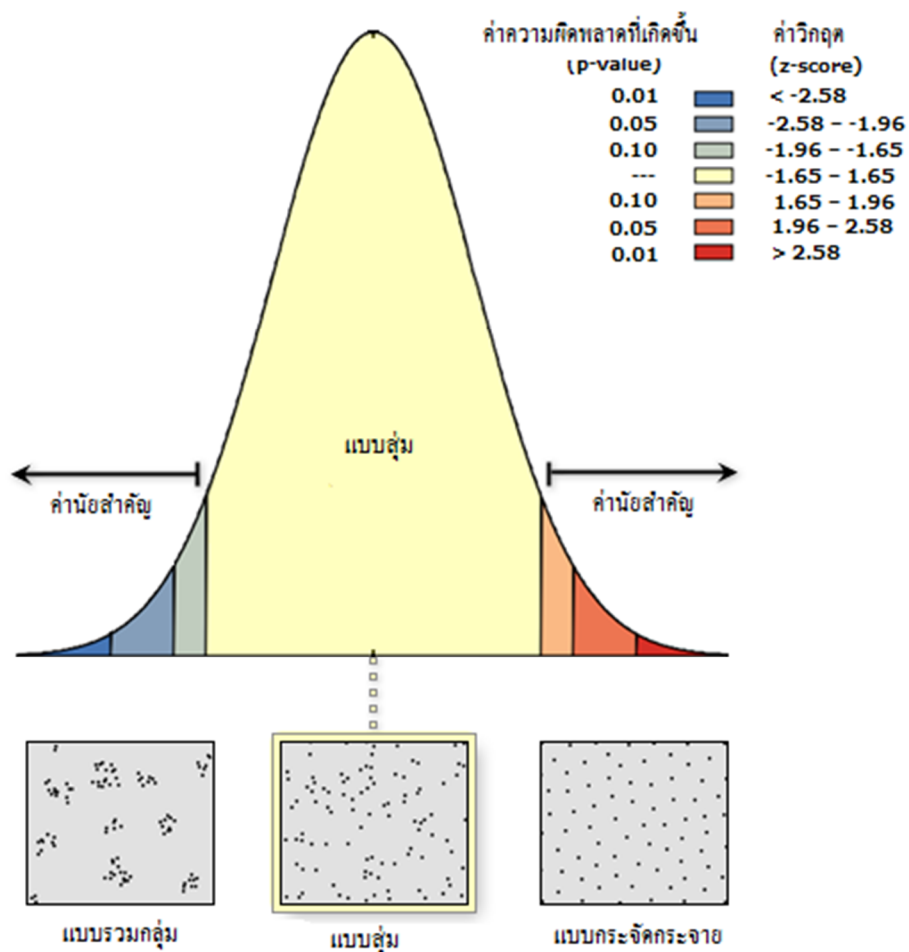 ค่าความผิดพลาดที่เกิดขึ้น ค่าวิกฤต
(p-value) (z-score)
0.01 < -2.58
0.05 -2.58 – -1.96
0.10 -1.96 – -1.65
--- -1.65 – 1.65
0.10 1.65 – 1.96
0.05 1.96 – 2.58
0.01 > 2.58
แบบสุ่ม
ค่านัยสำคัญ ค่านัยสำคัญ
แบบรวมกลุ่ม แบบสุ่ม แบบกระจัดกระจาย